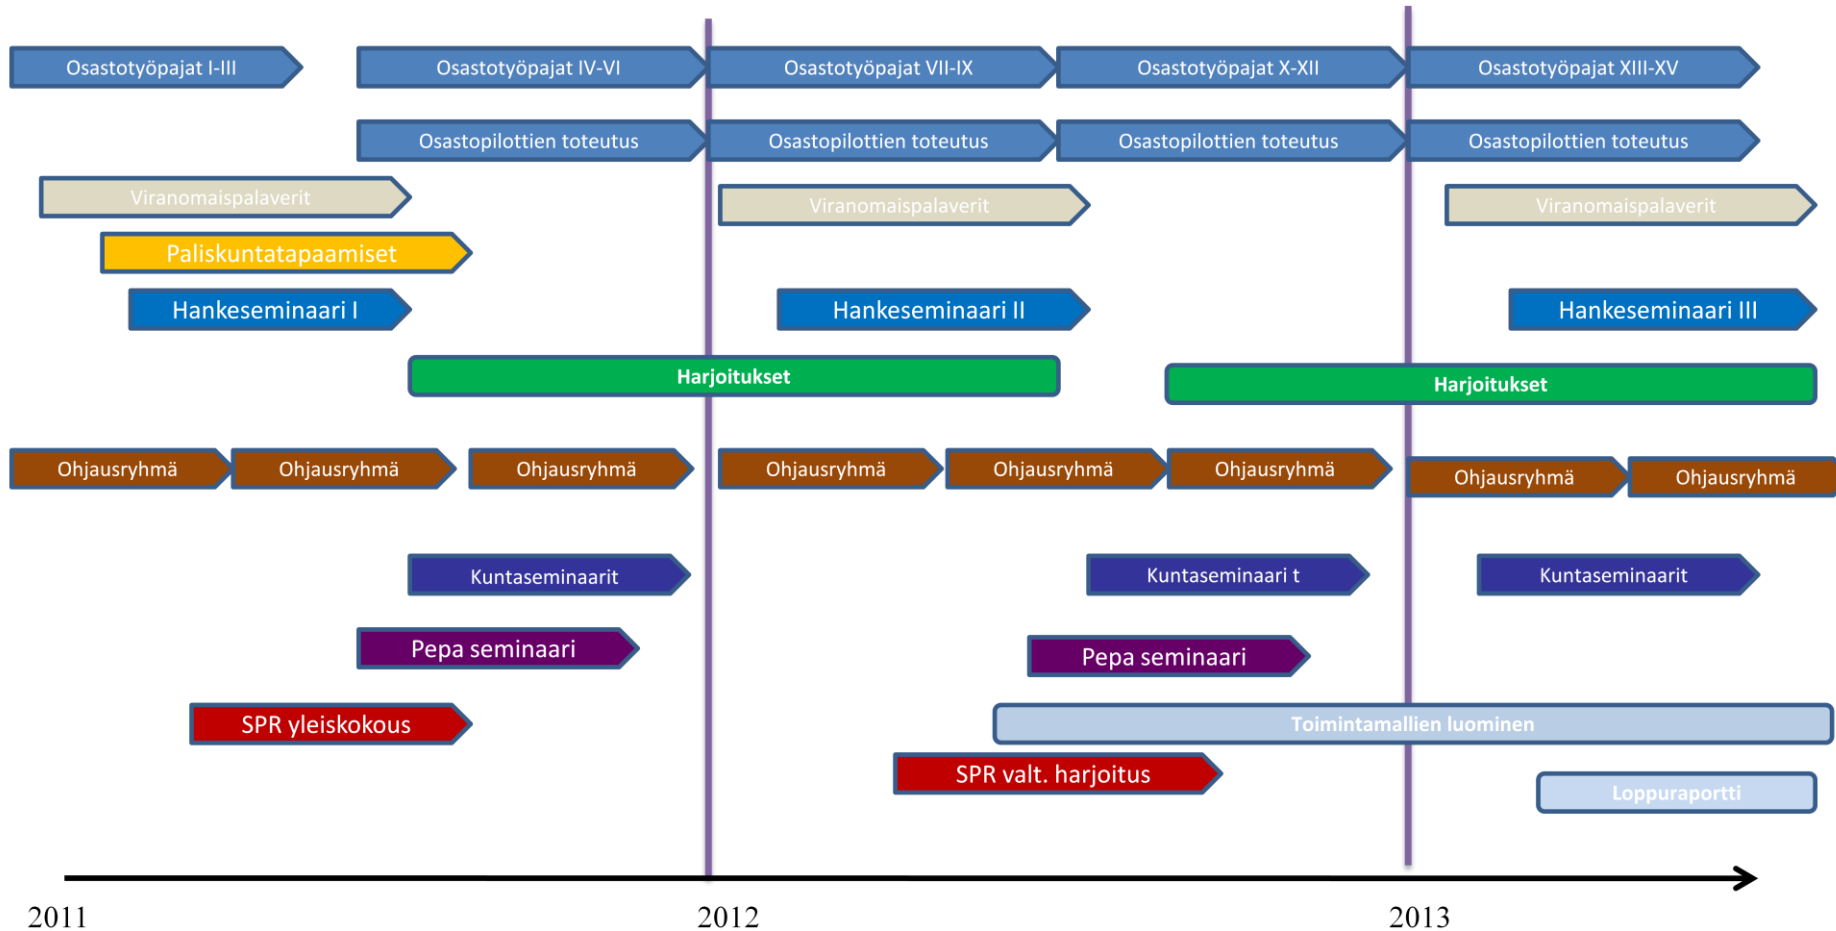 Osastotyöpajat I-III
Osastotyöpajat IV-VI
Osastotyöpajat VII-IX
Osastotyöpajat X-XII
Osastotyöpajat XIII-XV
Osastopilottien toteutus
Osastopilottien toteutus
Osastopilottien toteutus
Osastopilottien toteutus
Viranomaispalaverit
Viranomaispalaverit
Viranomaispalaverit
Paliskuntatapaamiset
Hankeseminaari I
Hankeseminaari II
Hankeseminaari III
Harjoitukset
Harjoitukset
Ohjausryhmä
Ohjausryhmä
Ohjausryhmä
Ohjausryhmä
Ohjausryhmä
Ohjausryhmä
Ohjausryhmä
Ohjausryhmä
Kuntaseminaarit
Kuntaseminaari t
Kuntaseminaarit
Pepa seminaari
Pepa seminaari
SPR yleiskokous
Toimintamallien luominen
SPR valt. harjoitus
Loppuraportti
2011
2012
2013